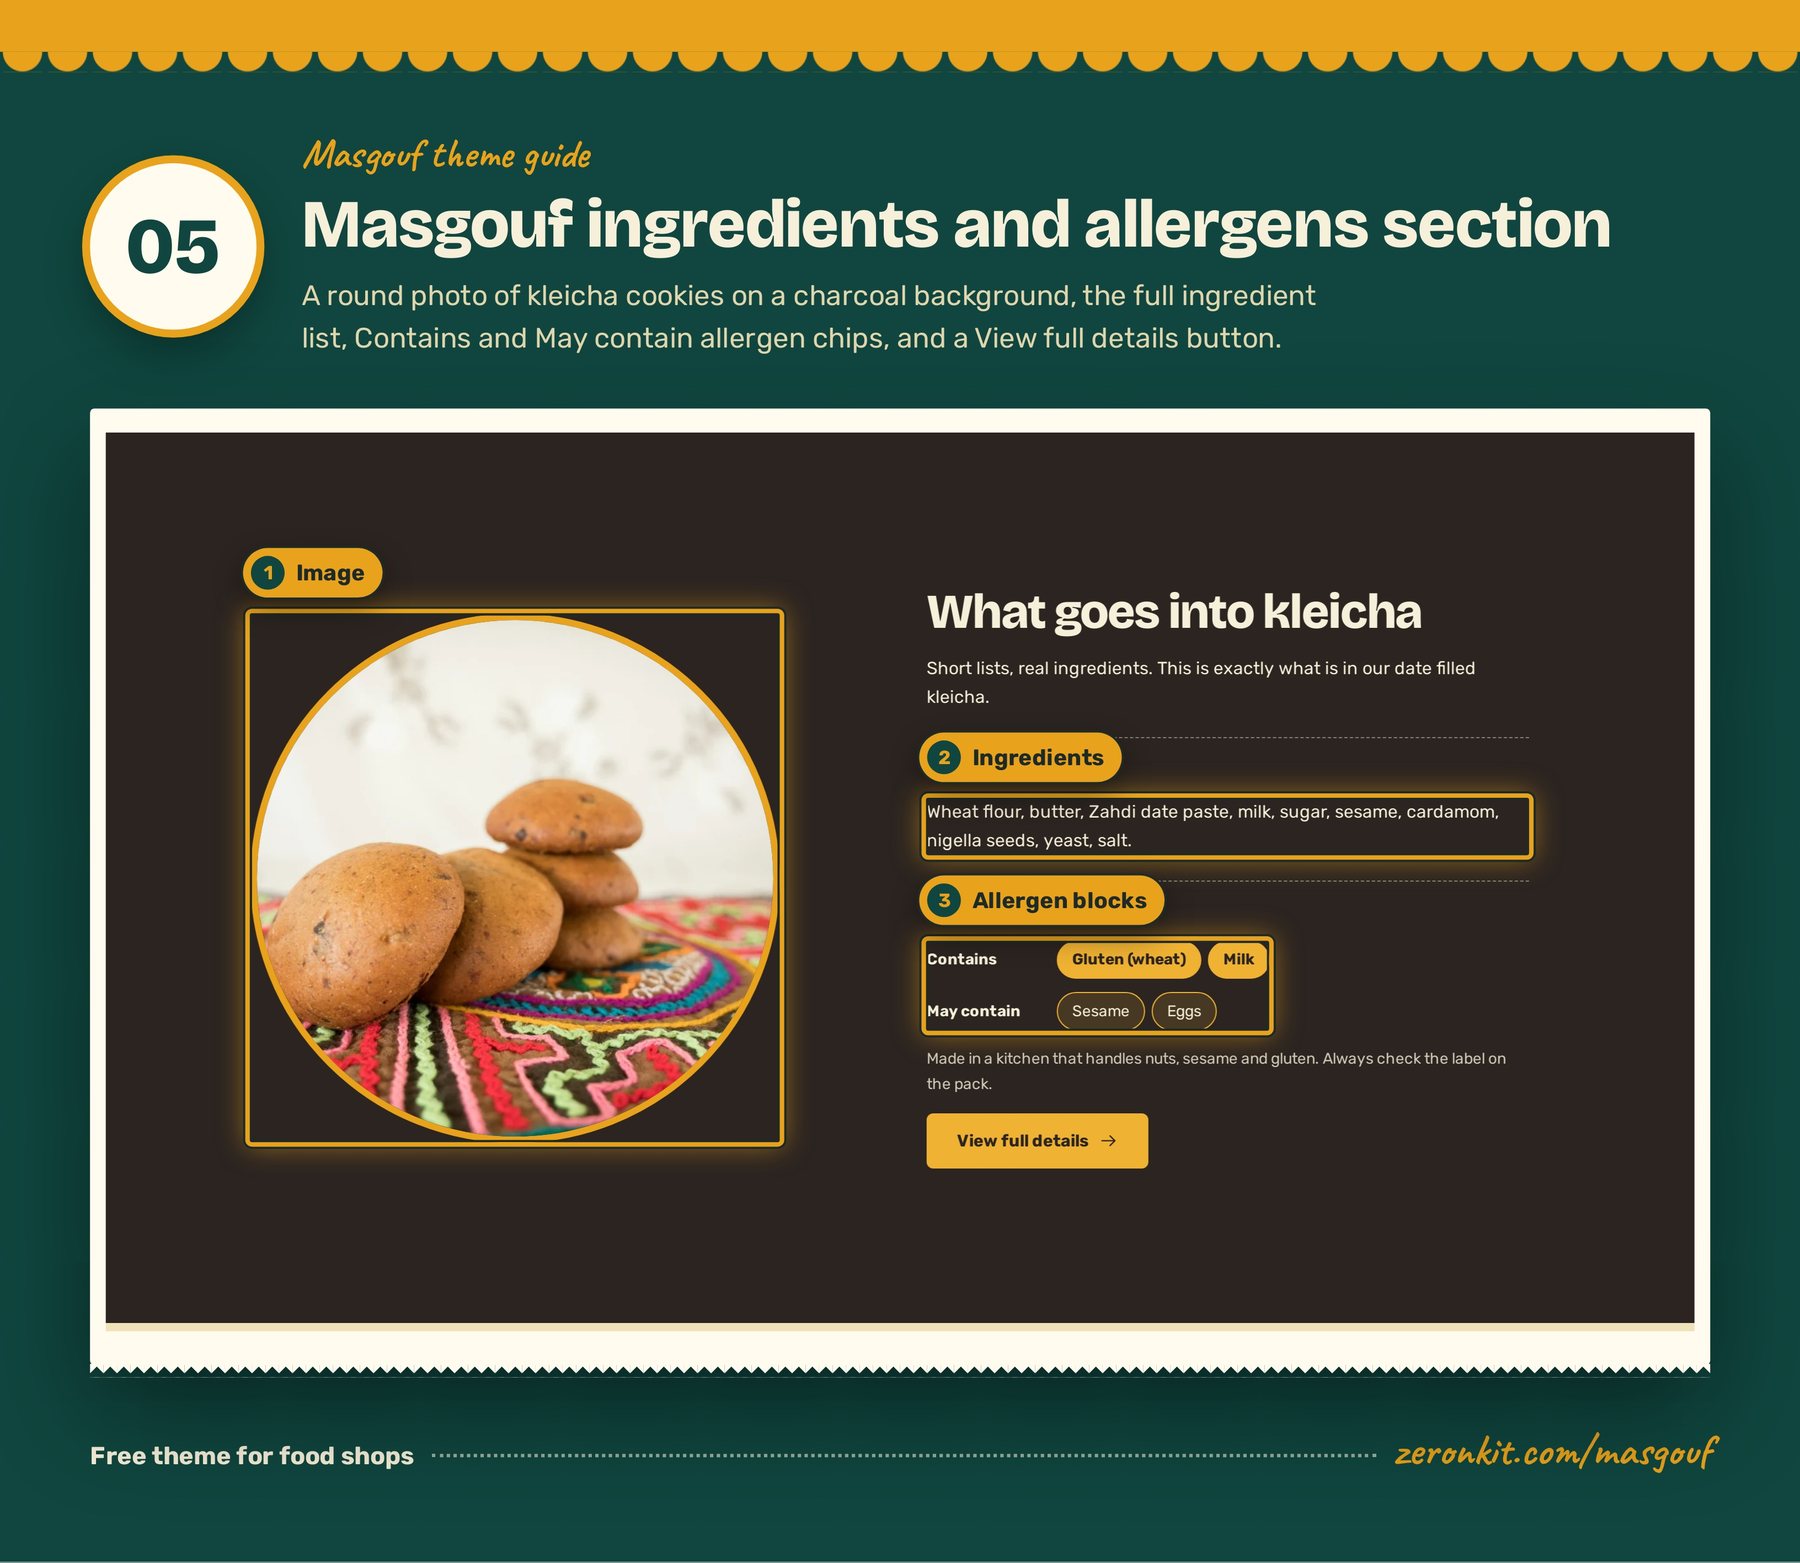 Masgouf theme guide
05
Masgouf ingredients and allergens section
A round photo of kleicha cookies on a charcoal background, the full ingredient
list, Contains and May contain allergen chips, and a View full details button.
1 Image
What goes into kleicha
Short lists, real ingredients. This is exactly what is in our date filled
kleicha.
2 Ingredients
Wheat flour, butter, Zahdi date paste, milk, sugar, sesame, cardamom,
nigella seeds, yeast, salt.
3 Allergen blocks
Contains Gluten (wheat) Milk
May contain Sesame Eggs
Made in a kitchen that handles nuts, sesame and gluten. Always check the label on
the pack.
View full details →
Free theme for food shops
zeronkit.com/masgouf